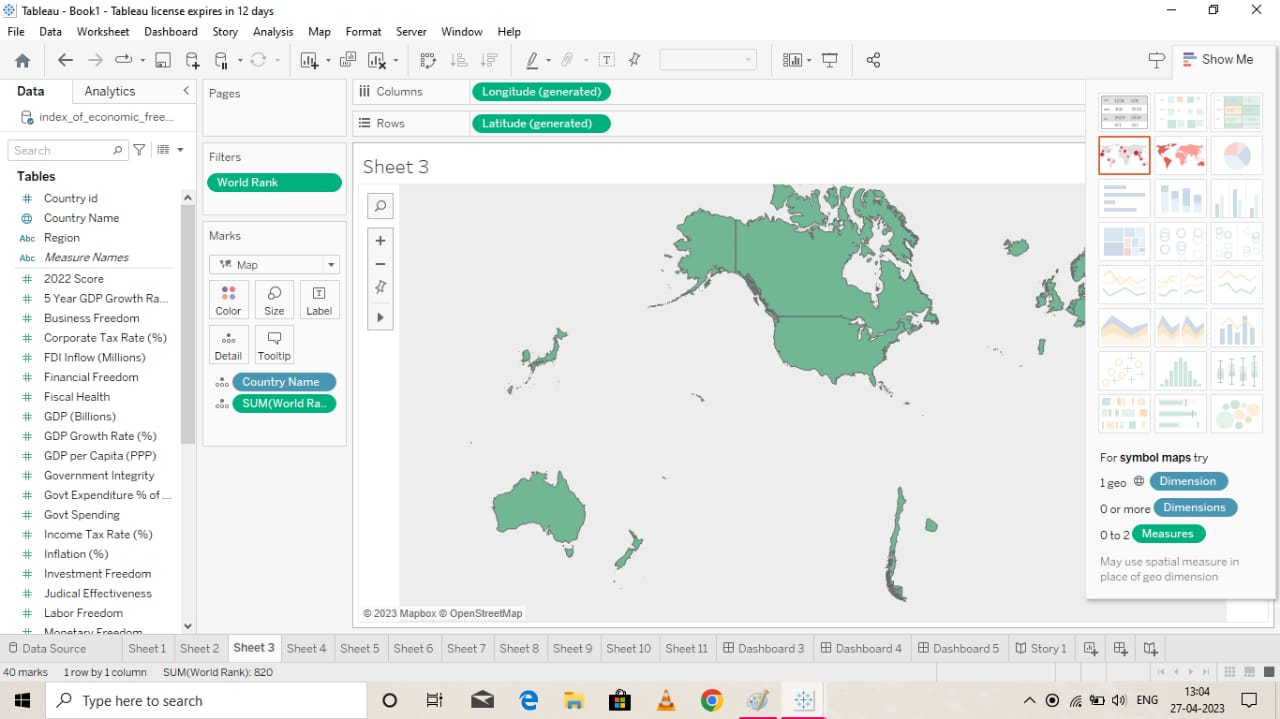 Tableau - Book1 - Tableau license expires in 12 days
File Data Worksheet Dashboard Story Analysis Map Format Server Window Help
Show Me
Data Analytics
index_of_economic_free...
Search
Tables
Country id
Country Name
Abc Region
Abc Measure Names
2022 Score
5 Year GDP Growth Ra...
Business Freedom
Corporate Tax Rate (%)
FDI Inflow (Millions)
Financial Freedom
Fiscal Health
GDP (Billions)
GDP Growth Rate (%)
GDP per Capita (PPP)
Government Integrity
Govt Expenditure % of ...
Govt Spending
Income Tax Rate (%)
Inflation (%)
Investment Freedom
Judical Effectiveness
Labor Freedom
Monetary Freedom
Pages
Filters
World Rank
Marks
Map
Color Size Label
Detail Tooltip
Country Name
SUM(World Ra..
Columns Longitude (generated)
Rows Latitude (generated)
Sheet 3
© 2023 Mapbox © OpenStreetMap
For symbol maps try
1 geo Dimension
0 or more Dimensions
0 to 2 Measures
May use spatial measure in
place of geo dimension
Data Source Sheet 1 Sheet 2 Sheet 3 Sheet 4 Sheet 5 Sheet 6 Sheet 7 Sheet 8 Sheet 9 Sheet 10 Sheet 11 Dashboard 3 Dashboard 4 Dashboard 5 Story 1
40 marks 1 row by 1 column SUM(World Rank): 820
Type here to search
ENG
13:04
27-04-2023